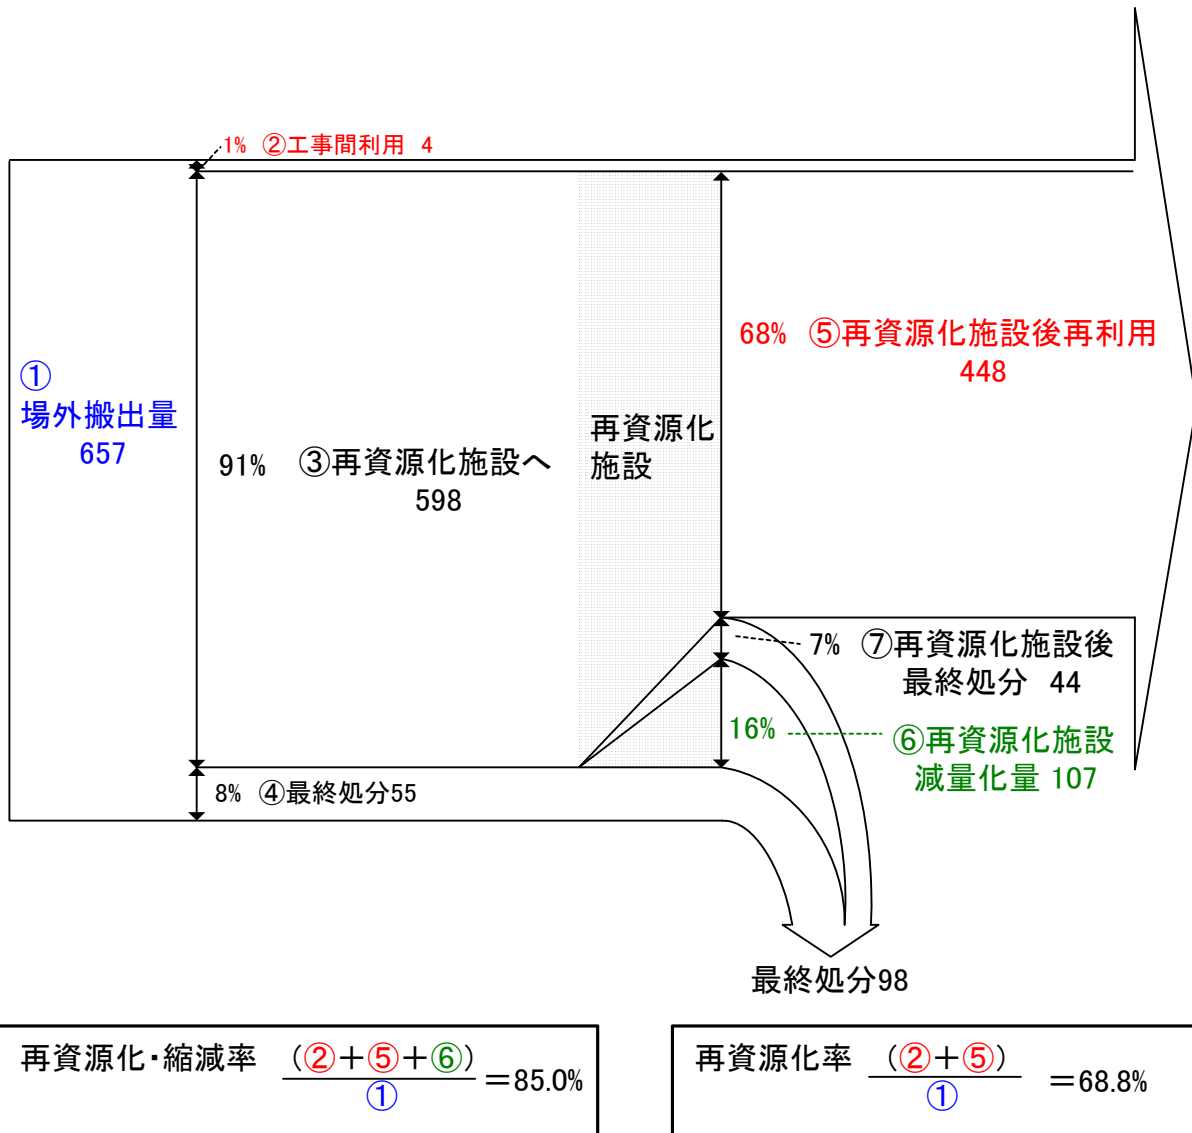 1% ②工事間利用 4
①
場外搬出量
657
91% ③再資源化施設へ
598
再資源化
施設
68% ⑤再資源化施設後再利用
448
7% ⑦再資源化施設後
最終処分 44
16% ⑥再資源化施設
減量化量 107
8% ④最終処分55
最終処分98
再資源化・縮減率 (②+⑤+⑥)
① =85.0%
再資源化率 (②+⑤)
① =68.8%